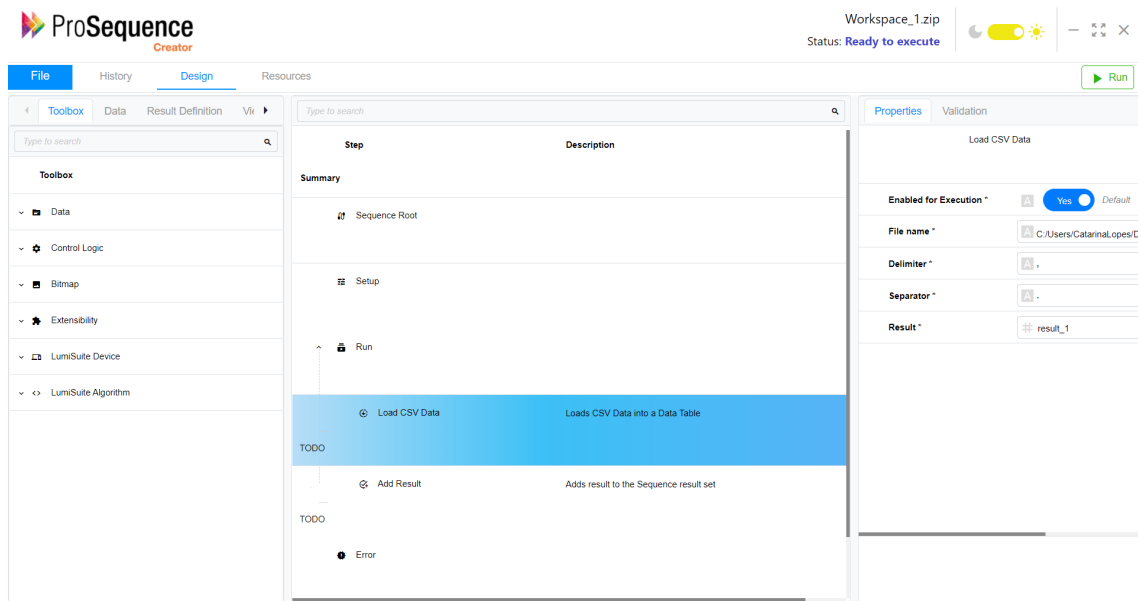 ProSequence
Creator
Workspace_1.zip
Status: Ready to execute
File
History
Design
Resources
Run
Toolbox
Data
Result Definition
Type to search
Toolbox
Data
Control Logic
Bitmap
Extensibility
LumiSuite Device
LumiSuite Algorithm
Type to search
Step
Description
Summary
Sequence Root
Setup
Run
Load CSV Data
Loads CSV Data into a Data Table
TODO
Add Result
Adds result to the Sequence result set
TODO
Error
Properties
Validation
Load CSV Data
Enabled for Execution *
A
Yes
Default
File name *
A
C:/Users/CatarinaLopes/D
Delimiter *
A
,
Separator *
A
.
Result *
result_1